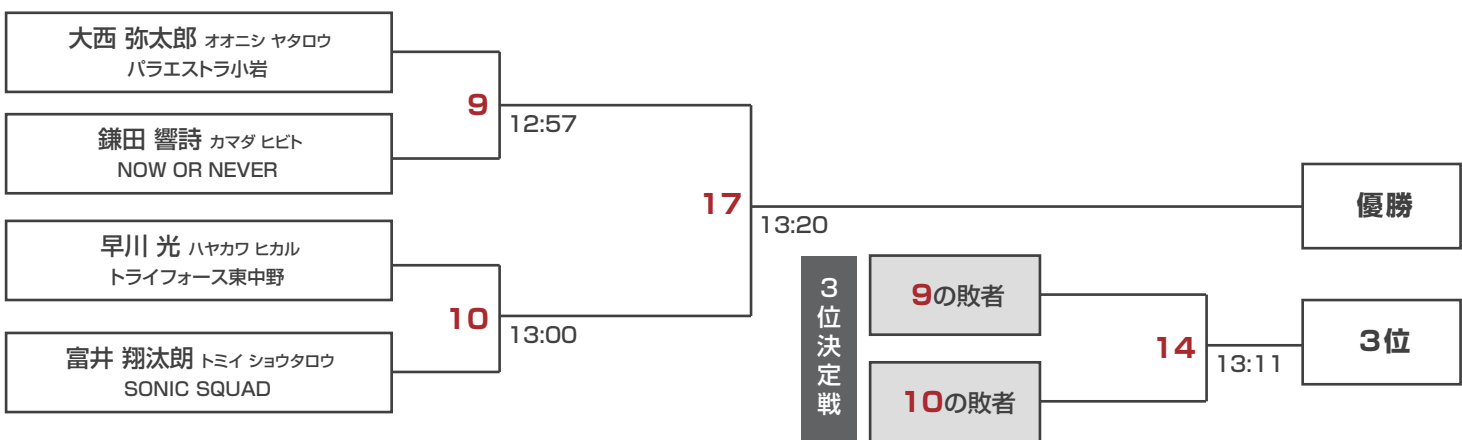 大西 弥太郎 オオニシ ヤタロウ
パラエストラ小岩
9
12:57
鎌田 響詩 カマダ ヒビト
NOW OR NEVER
17
13:20
優勝
早川 光 ハヤカワ ヒカル
トライフォース東中野
10
13:00
富井 翔汰朗 トミイ ショウタロウ
SONIC SQUAD
3位決定戦
9の敗者
10の敗者
14
13:11
3位